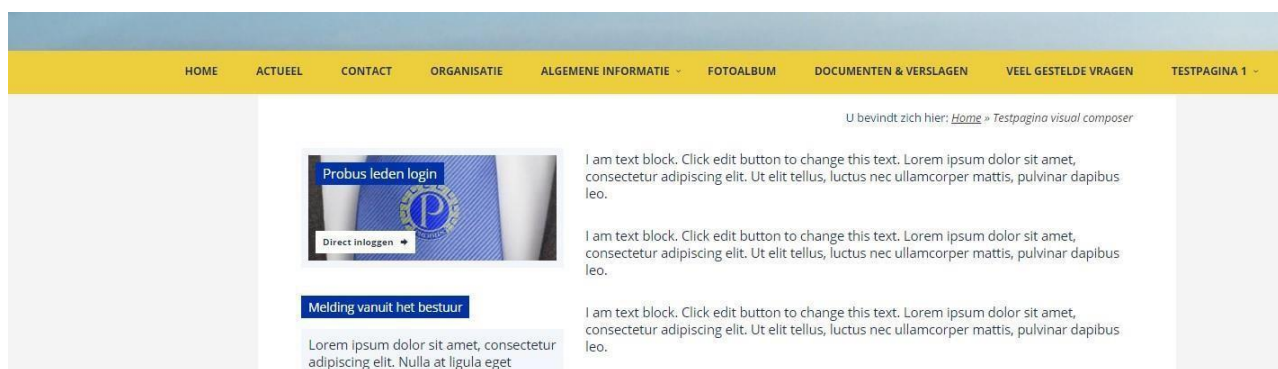 HOME ACTUEEL CONTACT ORGANISATIE ALGEMENE INFORMATIE FOTOALBUM DOCUMENTEN & VERSLAGEN VEEL GESTELDE VRAGEN TESTPAGINA 1
U bevindt zich hier: Home » Testpagina visual composer
Probus leden login
P
Direct inloggen
Melding vanuit het bestuur
Lorem ipsum dolor sit amet, consectetur
adipiscing elit. Nulla at ligula eget
I am text block. Click edit button to change this text. Lorem ipsum dolor sit amet,
consectetur adipiscing elit. Ut elit tellus, luctus nec ullamcorper mattis, pulvinar dapibus
leo.
I am text block. Click edit button to change this text. Lorem ipsum dolor sit amet,
consectetur adipiscing elit. Ut elit tellus, luctus nec ullamcorper mattis, pulvinar dapibus
leo.
I am text block. Click edit button to change this text. Lorem ipsum dolor sit amet,
consectetur adipiscing elit. Ut elit tellus, luctus nec ullamcorper mattis, pulvinar dapibus
leo.